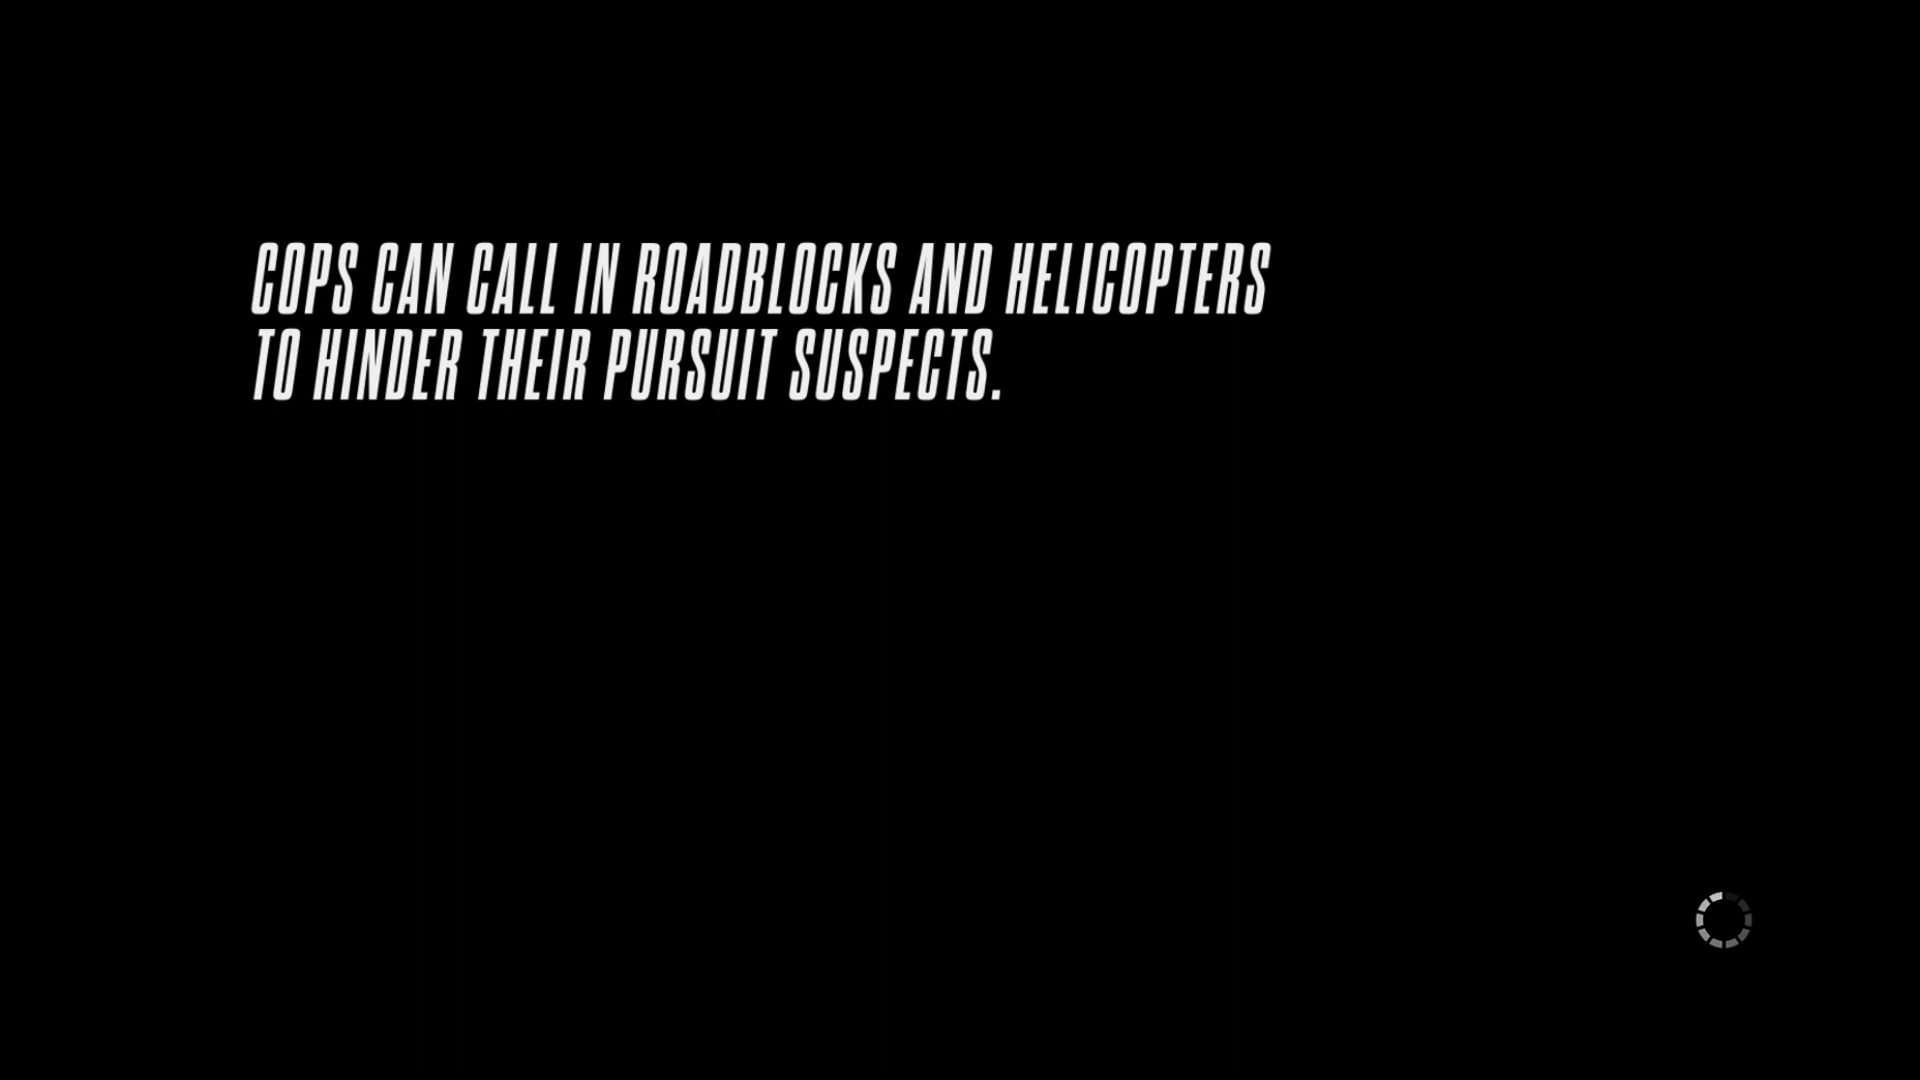 COPS CAN CALL IN ROADBLOCKS AND HELICOPTERS
TO HINDER THEIR PURSUIT SUSPECTS.